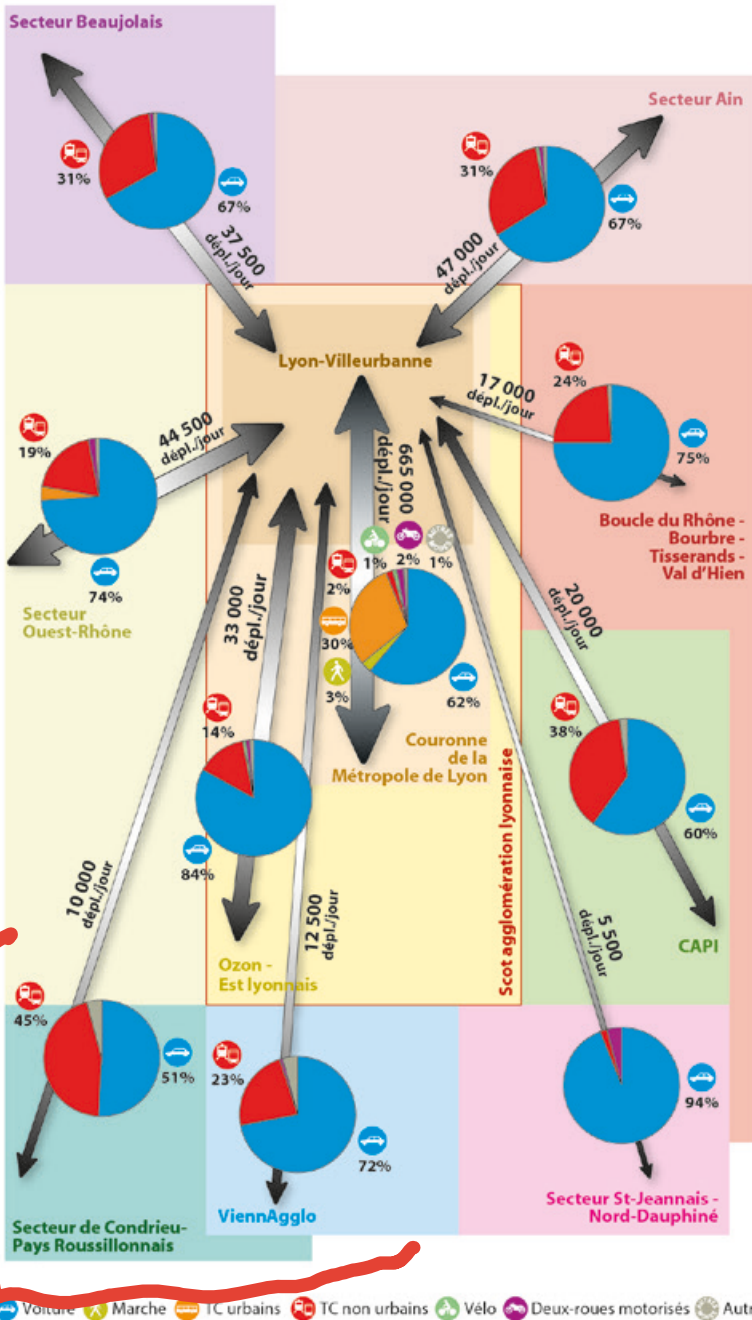 Secteur Beaujolais
Secteur Ain
31%
67%
31%
67%
37 500
dépl./jour
47 000
dépl./jour
Lyon-Villeurbanne
17 000
dépl./jour
24%
75%
Boucle du Rhône -
Bourbre -
Tisserands -
Val d'Hien
19%
44 500
dépl./jour
74%
Secteur
Ouest-Rhône
665 000
dépl./jour
1%
2%
AUTRES
1%
2%
30%
3%
62%
Couronne
de la
Métropole de Lyon
33 000
dépl./jour
20 000
dépl./jour
14%
84%
38%
60%
CAPI
10 000
dépl./jour
12 500
dépl./jour
5 500
dépl./jour
Ozon -
Est lyonnais
Scot agglomération lyonnaise
45%
51%
23%
72%
94%
Secteur de Condrieu-
Pays Roussillonnais
ViennAgglo
Secteur St-Jeannais -
Nord-Dauphiné
Voiture Marche TC urbains TC non urbains Vélo Deux-roues motorisés Autr